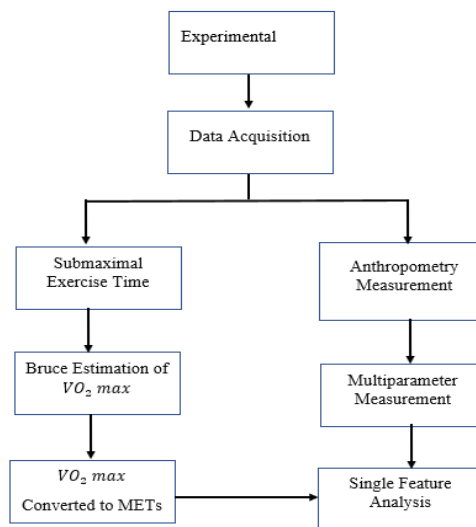 Experimental
Data Acquisition
Submaximal
Exercise Time
Anthropometry
Measurement
Bruce Estimation of
VO₂ max
Multiparameter
Measurement
VO₂ max
Converted to METs
Single Feature
Analysis